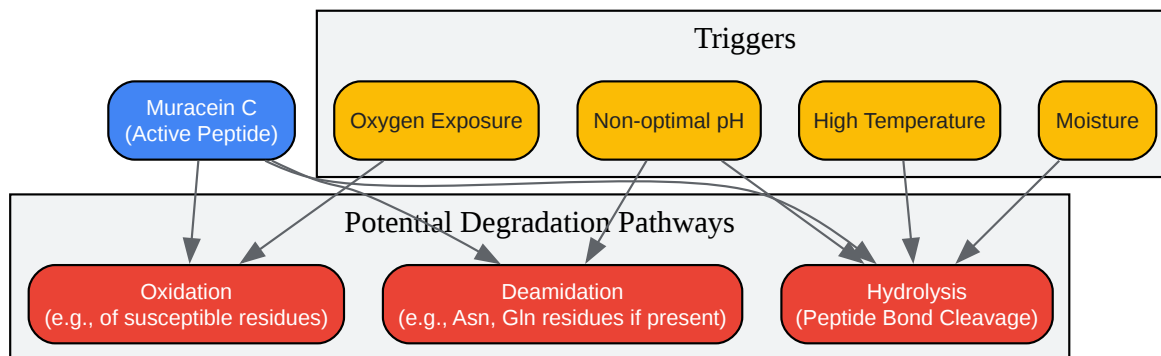 Triggers
Muracein C
(Active Peptide)
Oxygen Exposure
Non-optimal pH
High Temperature
Moisture
Potential Degradation Pathways
Oxidation
(e.g., of susceptible residues)
Deamidation
(e.g., Asn, Gln residues if present)
Hydrolysis
(Peptide Bond Cleavage)